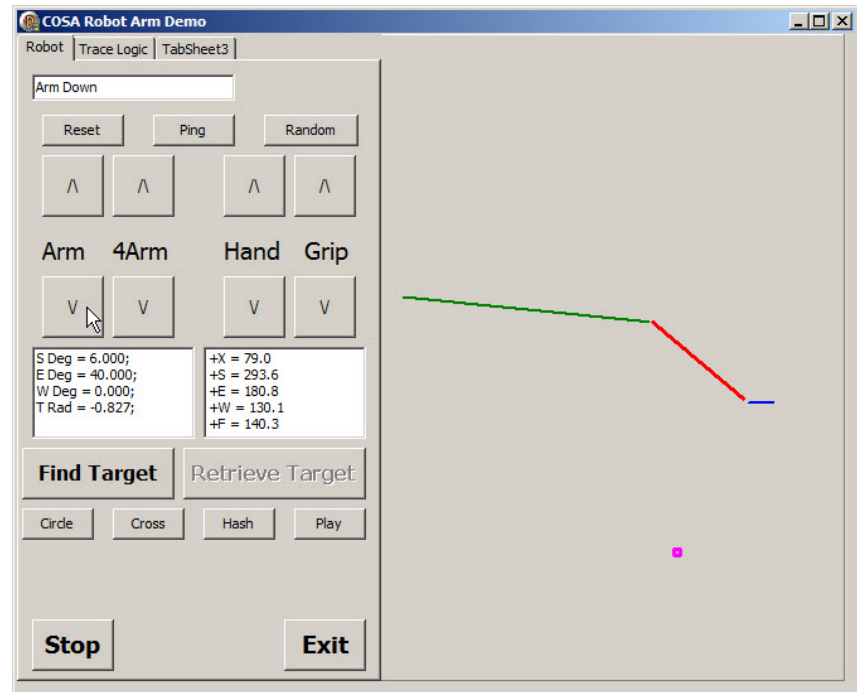 COSA Robot Arm Demo
Robot Trace Logic TabSheet3
Arm Down
Reset Ping Random
/\ /\ /\ /\
Arm 4Arm Hand Grip
\/ \/ \/ \/
S Deg = 6.000;
E Deg = 40.000;
W Deg = 0.000;
T Rad = -0.827;
+X = 79.0
+S = 293.6
+E = 180.8
+W = 130.1
+F = 140.3
Find Target Retrieve Target
Circle Cross Hash Play
Stop Exit